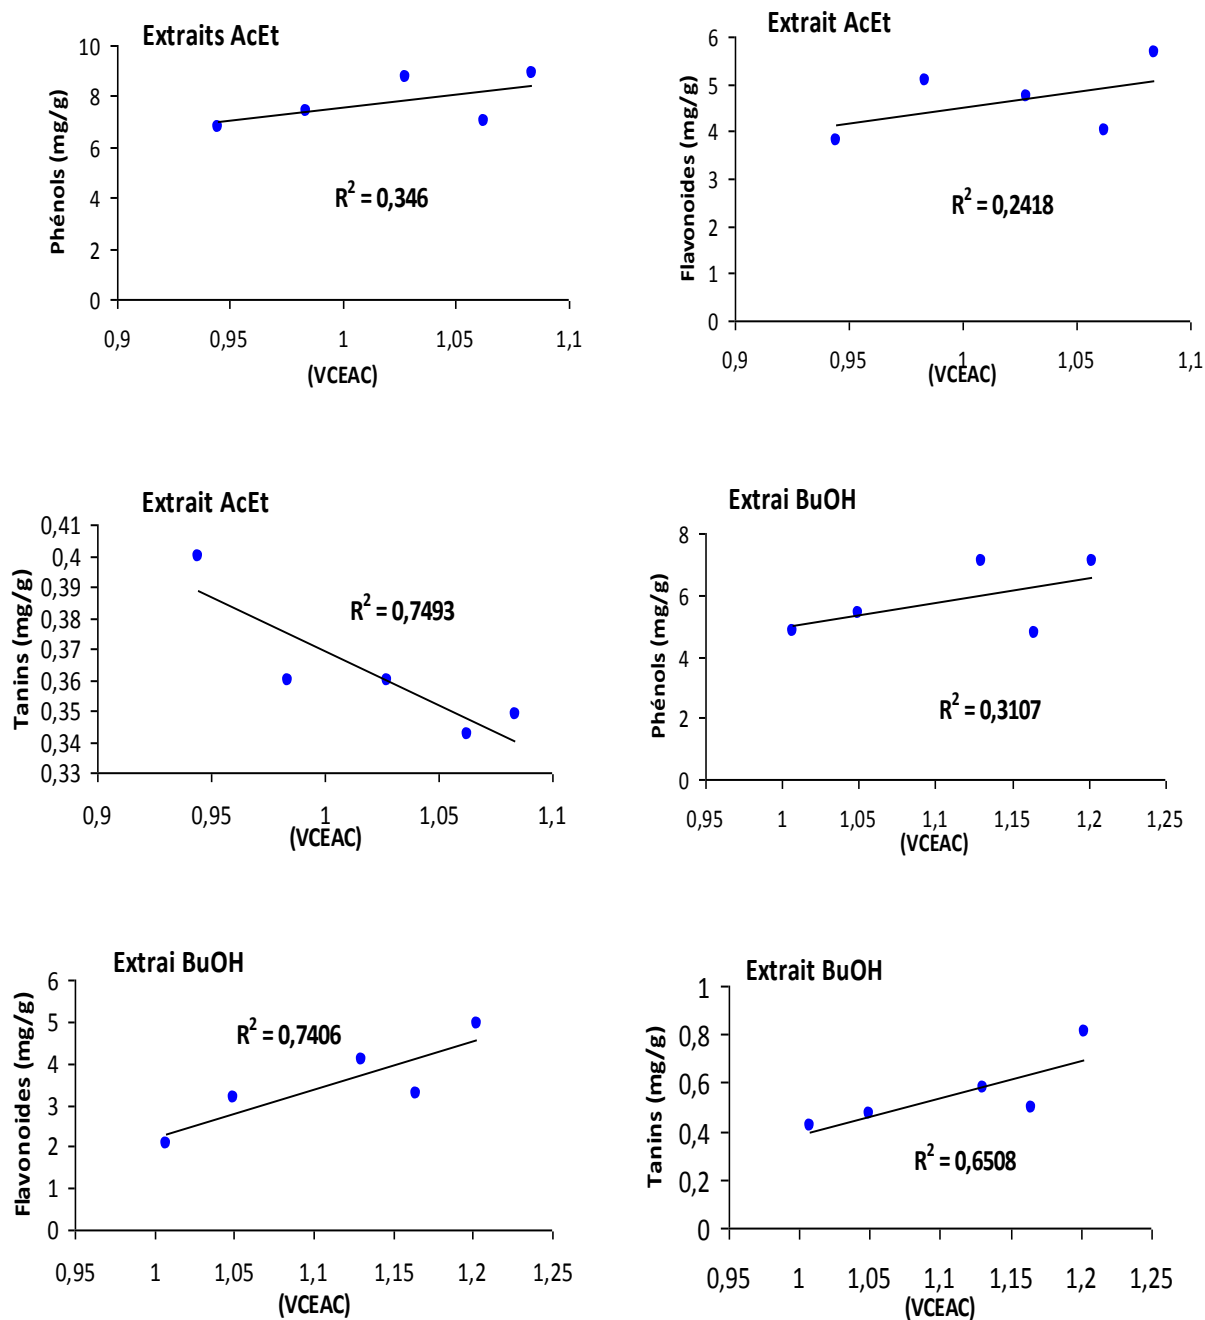 Extraits AcEt
Phénols (mg/g)
10
8
6
4
2
0
R² = 0,346
0,9 0,95 1 1,05 1,1
(VCEAC)
Extrait AcEt
Flavonoides (mg/g)
6
5
4
3
2
1
0
R² = 0,2418
0,9 0,95 1 1,05 1,1
(VCEAC)
Extrait AcEt
Tanins (mg/g)
0,41
0,4
0,39
0,38
0,37
0,36
0,35
0,34
0,33
R² = 0,7493
0,9 0,95 1 1,05 1,1
(VCEAC)
Extrai BuOH
Phénols (mg/g)
8
6
4
2
0
R² = 0,3107
0,95 1 1,05 1,1 1,15 1,2 1,25
(VCEAC)
Extrai BuOH
Flavonoides (mg/g)
6
5
4
3
2
1
0
R² = 0,7406
0,95 1 1,05 1,1 1,15 1,2 1,25
(VCEAC)
Extrait BuOH
Tanins (mg/g)
1
0,8
0,6
0,4
0,2
0
R² = 0,6508
0,95 1 1,05 1,1 1,15 1,2 1,25
(VCEAC)